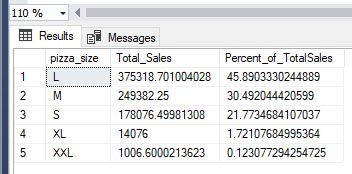 110 %
Results Messages
pizza_size Total_Sales Percent_of_TotalSales
1 L 375318.701004028 45.8903330244889
2 M 249382.25 30.492044420599
3 S 178076.49981308 21.7734684107037
4 XL 14076 1.72107684995364
5 XXL 1006.6000213623 0.123077294254725